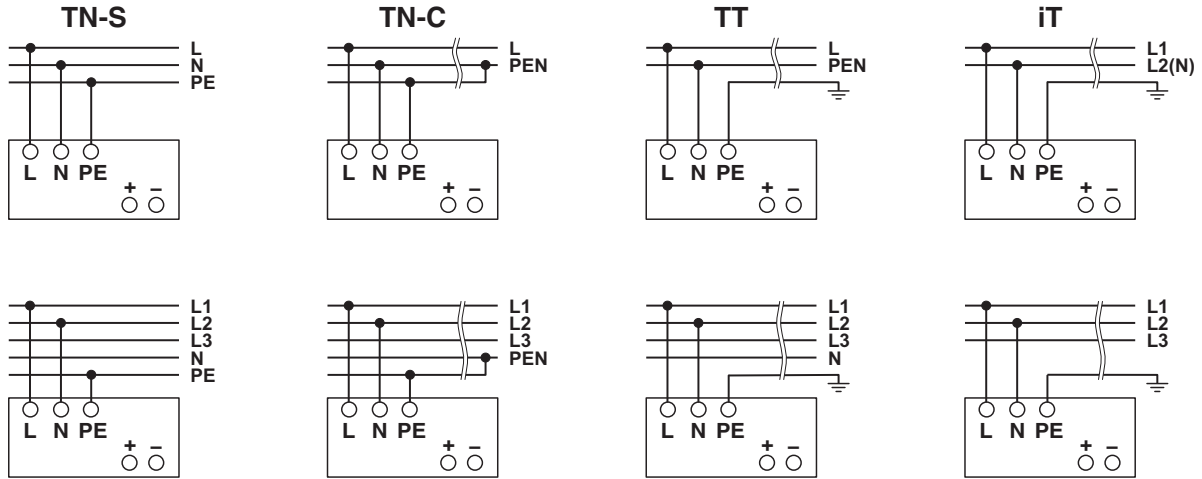 TN-S
L
N
PE
L N PE
+ –
TN-C
L
PEN
L N PE
+ –
TT
L
PEN
L N PE
+ –
iT
L1
L2(N)
L N PE
+ –
L1
L2
L3
N
PE
L N PE
+ –
L1
L2
L3
PEN
L N PE
+ –
L1
L2
L3
N
L N PE
+ –
L1
L2
L3
L N PE
+ –